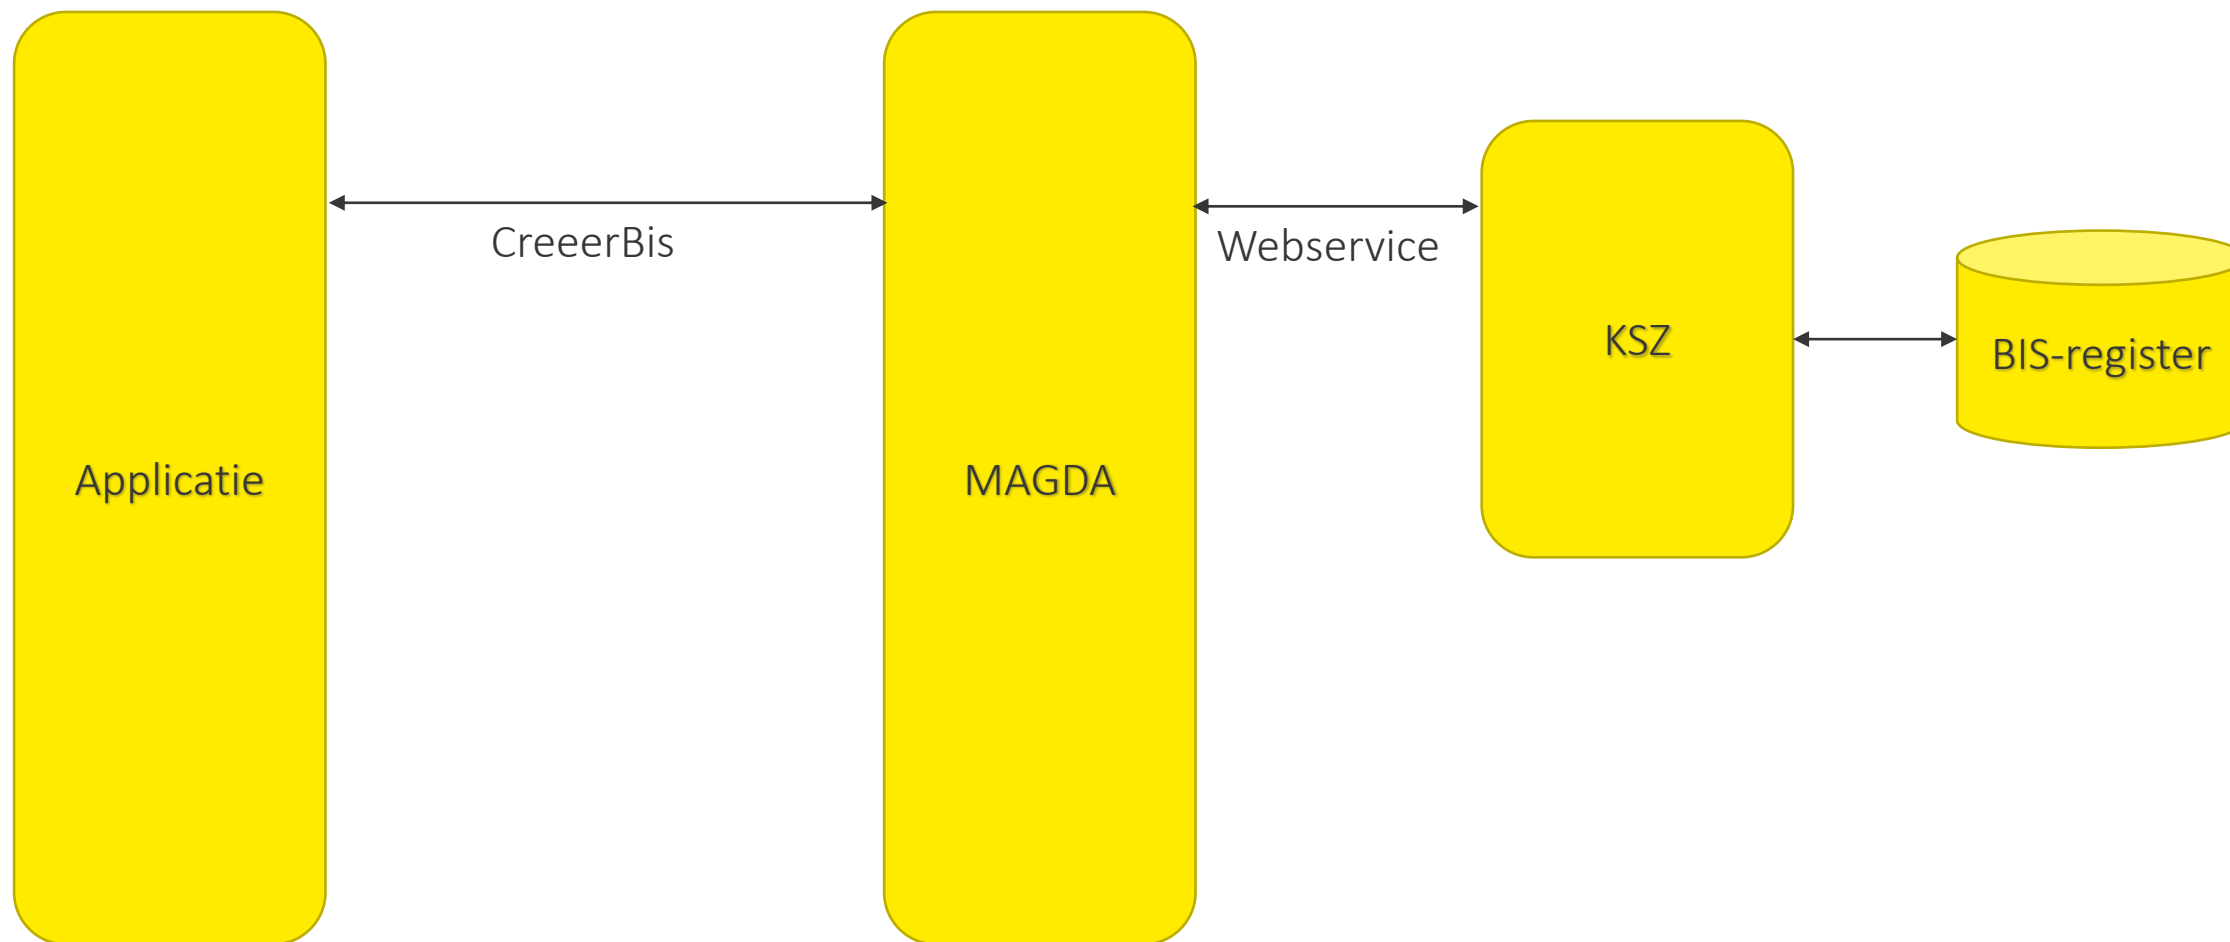 CreeerBis
Webservice
KSZ
BIS-register
Applicatie
MAGDA